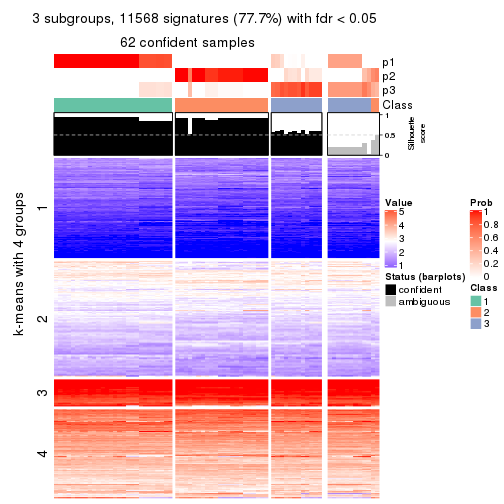 3 subgroups, 11568 signatures (77.7%) with fdr < 0.05
62 confident samples
p1
p2
p3
Class
1
0.5
0
Silhouette
score
k-means with 4 groups
1
2
3
4
Value
5
4
3
2
1
Status (barplots)
confident
ambiguous
Prob
1
0.8
0.6
0.4
0.2
0
Class
1
2
3